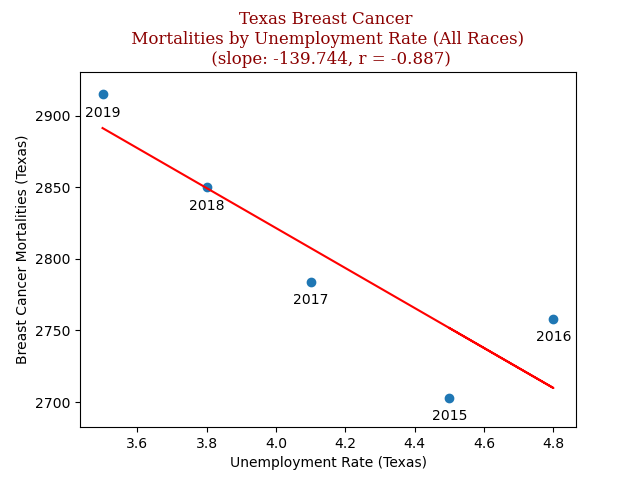 Texas Breast Cancer
Mortalities by Unemployment Rate (All Races)
(slope: -139.744, r = -0.887)
Breast Cancer Mortalities (Texas)
2900
2850
2800
2750
2700
2019
2018
2017
2016
2015
3.6 3.8 4.0 4.2 4.4 4.6 4.8
Unemployment Rate (Texas)